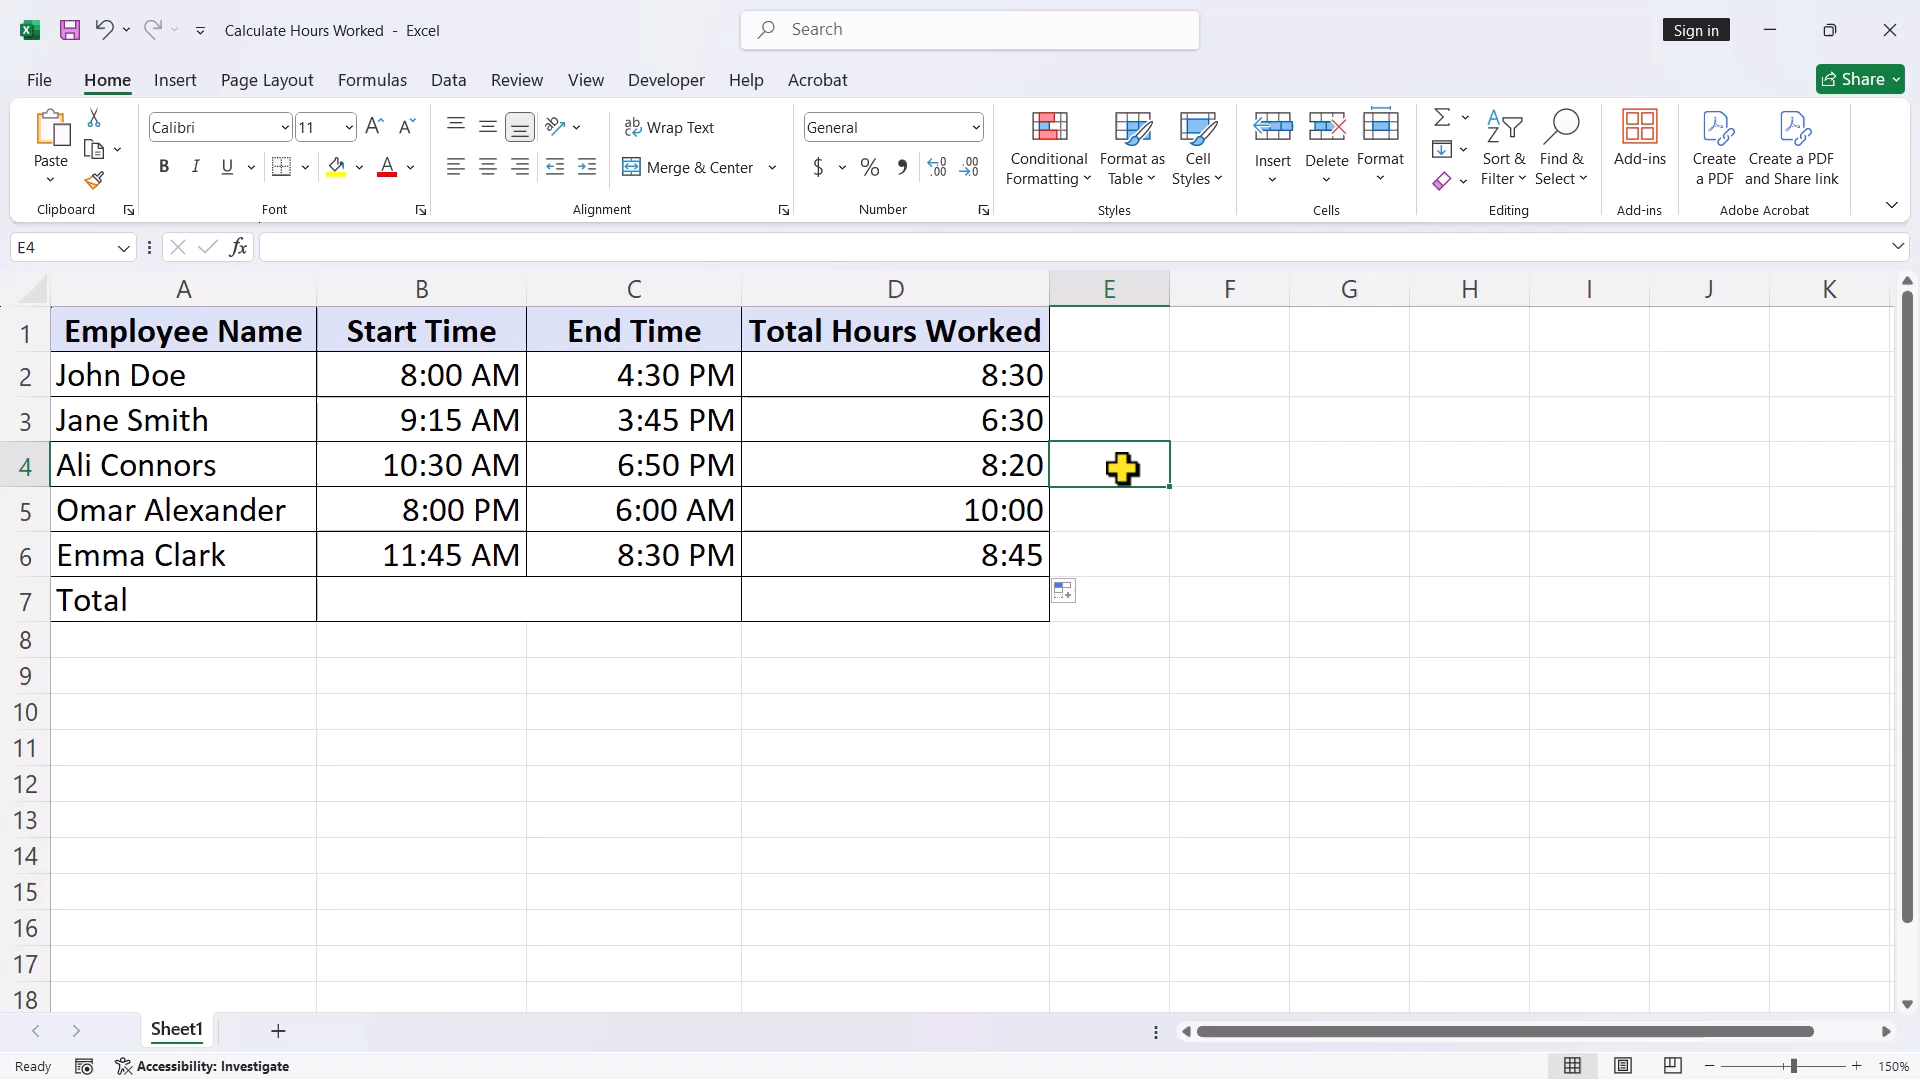 Calculate Hours Worked - Excel
Search
Sign in
File Home Insert Page Layout Formulas Data Review View Developer Help Acrobat
Share
Paste
Clipboard
Calibri
11
B I U
Font
Wrap Text
Merge & Center
Alignment
General
$ % 9
Number
Conditional Formatting
Format as Table
Cell Styles
Styles
Insert
Delete
Format
Cells
Sort & Filter
Find & Select
Editing
Add-ins
Add-ins
Create a PDF
Create a PDF and Share link
Adobe Acrobat
E4
fx
A B C D E F G H I J K
1 Employee Name Start Time End Time Total Hours Worked
2 John Doe 8:00 AM 4:30 PM 8:30
3 Jane Smith 9:15 AM 3:45 PM 6:30
4 Ali Connors 10:30 AM 6:50 PM 8:20
5 Omar Alexander 8:00 PM 6:00 AM 10:00
6 Emma Clark 11:45 AM 8:30 PM 8:45
7 Total
8
9
10
11
12
13
14
15
16
17
18
Sheet1
Ready
Accessibility: Investigate
150%